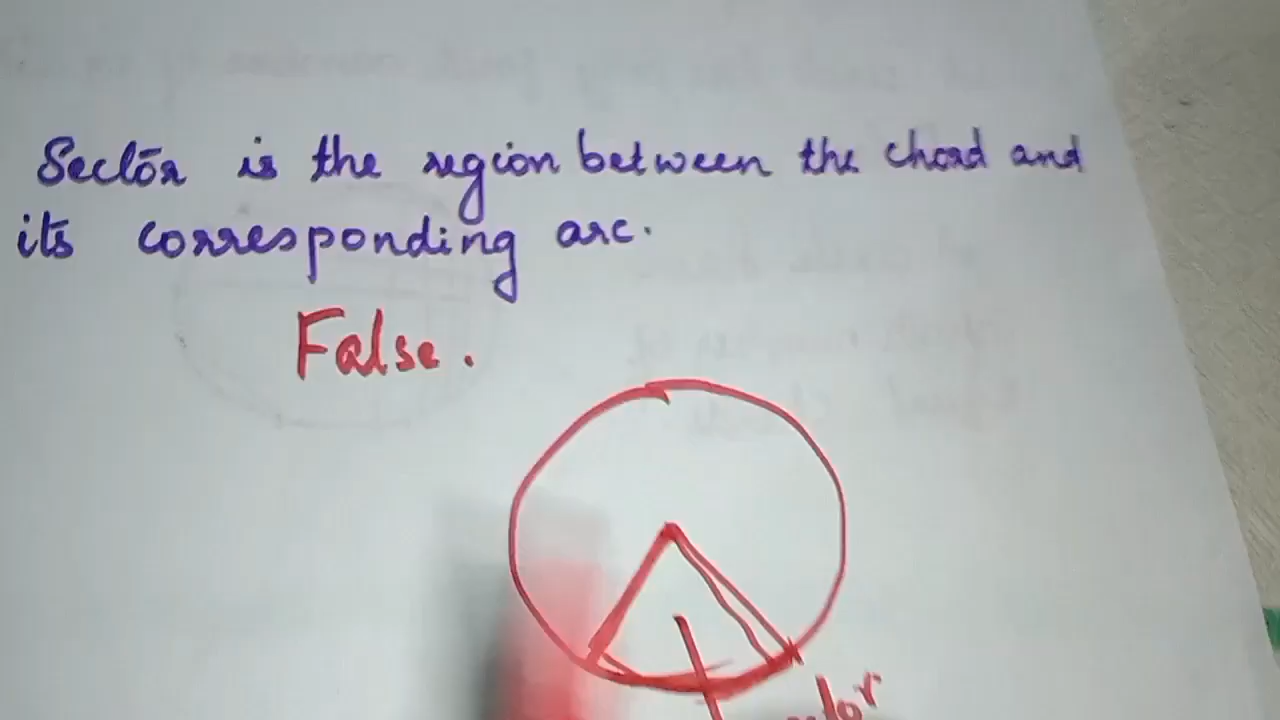 Sector is the region between the chord and
its corresponding arc.
False.